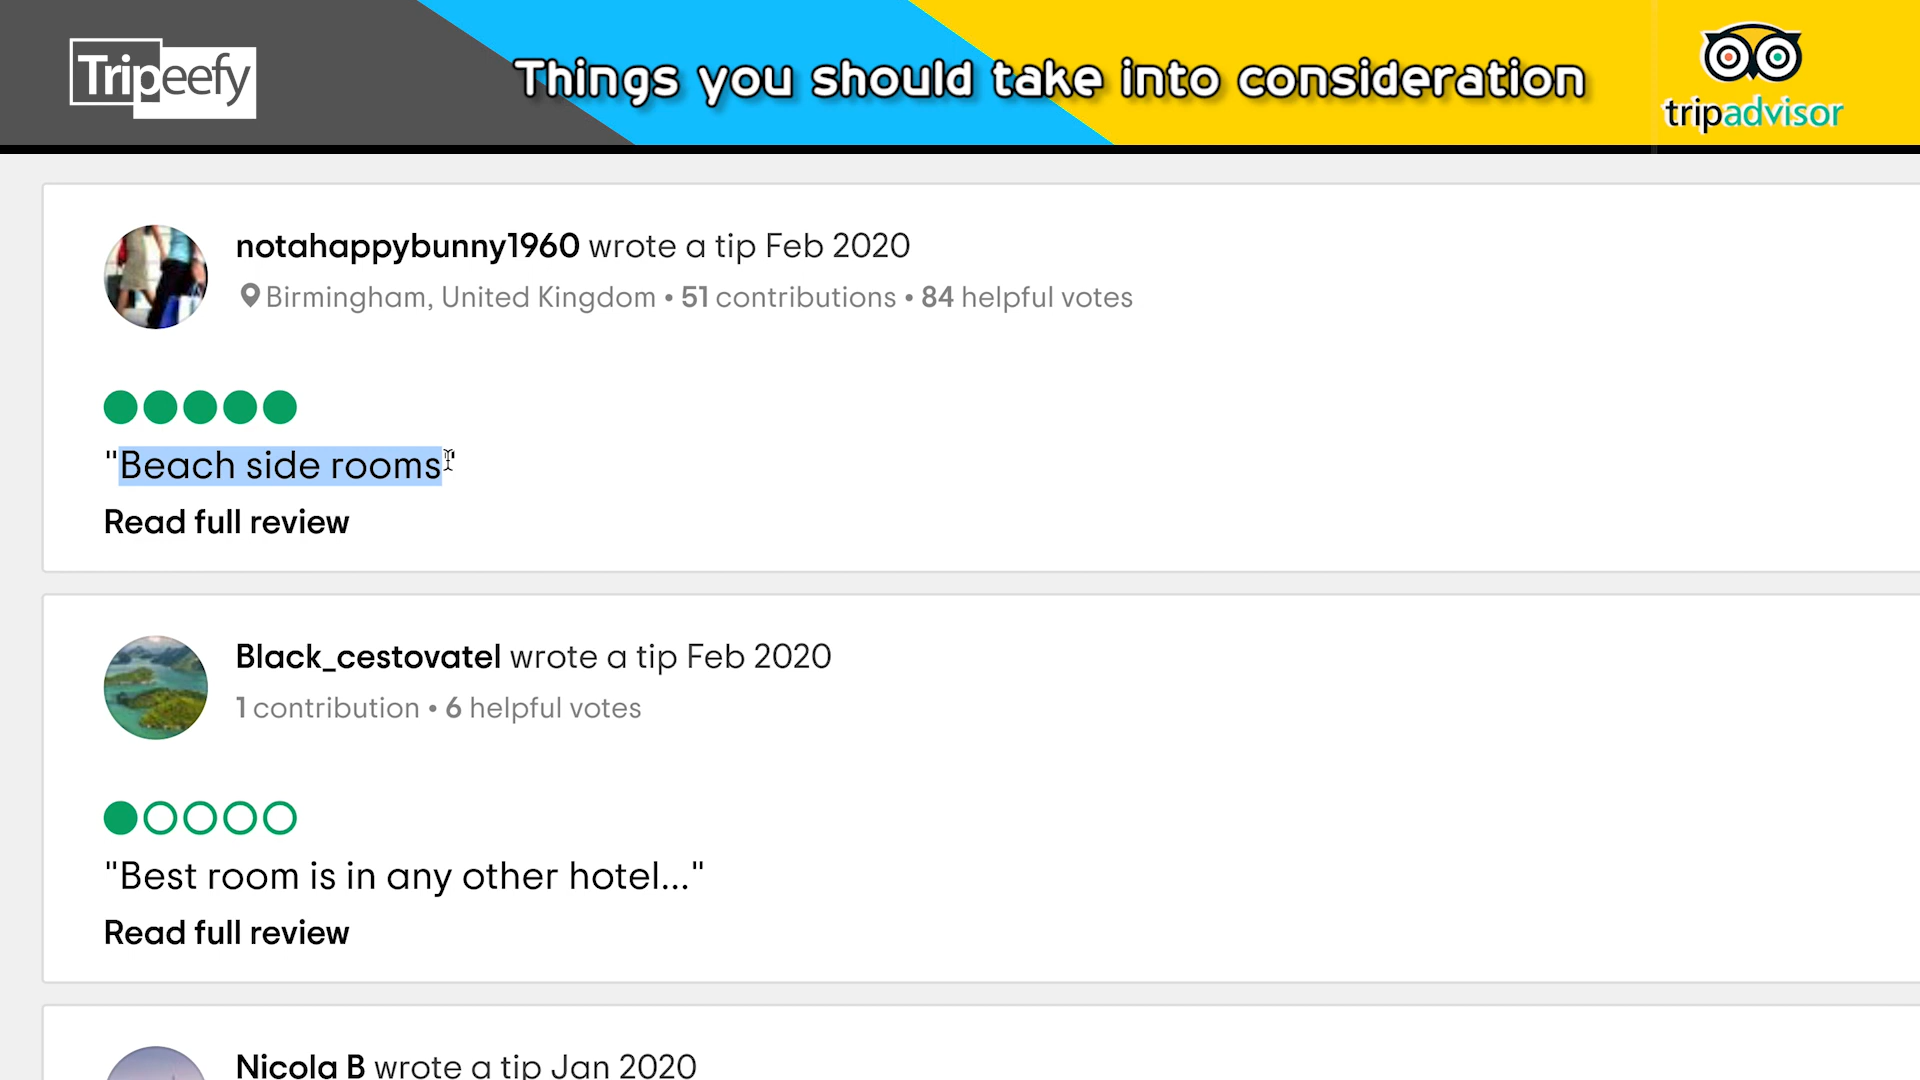 Tripeefy
Things you should take into consideration
tripadvisor
notahappybunny1960 wrote a tip Feb 2020
Birmingham, United Kingdom • 51 contributions • 84 helpful votes
"Beach side rooms"
Read full review
Black_cestovatel wrote a tip Feb 2020
1 contribution • 6 helpful votes
"Best room is in any other hotel..."
Read full review
Nicola B wrote a tip Jan 2020